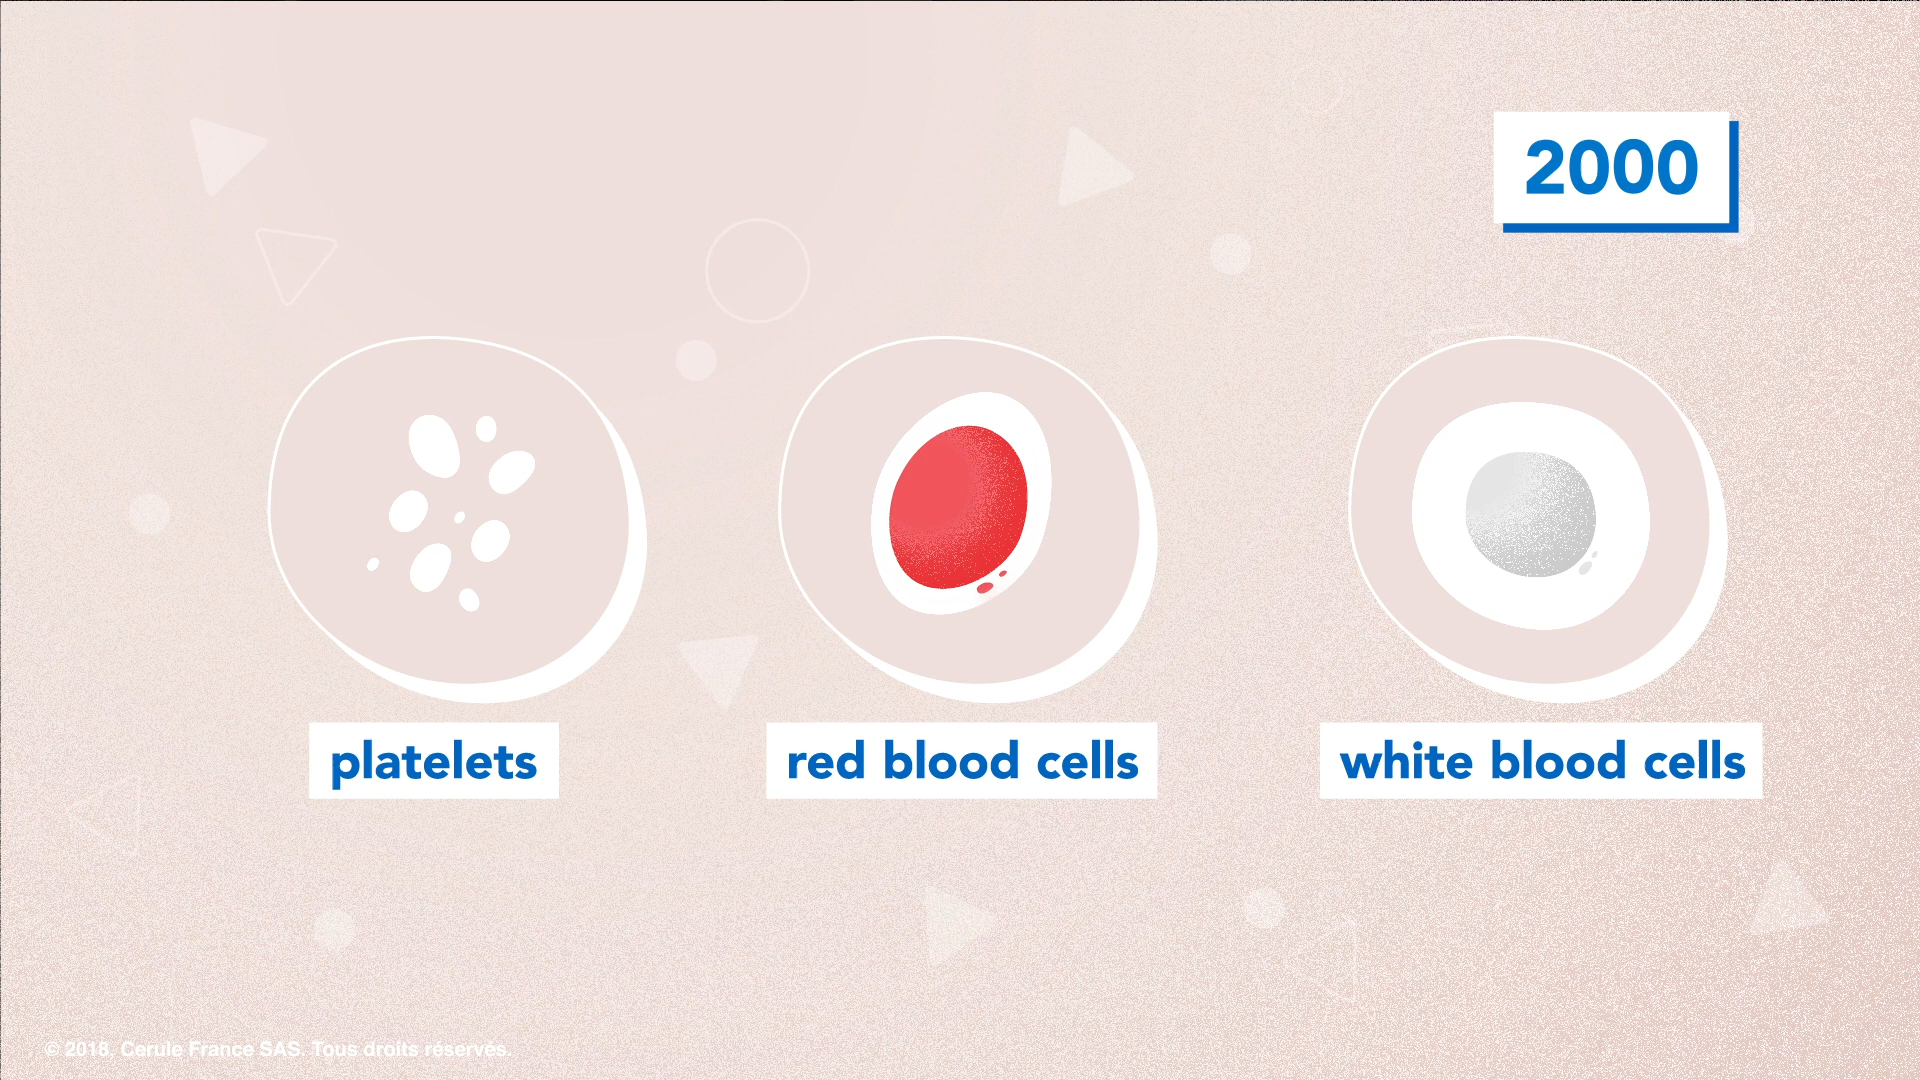 2000
platelets
red blood cells
white blood cells
© 2018, Cerule France SAS. Tous droits réservés.